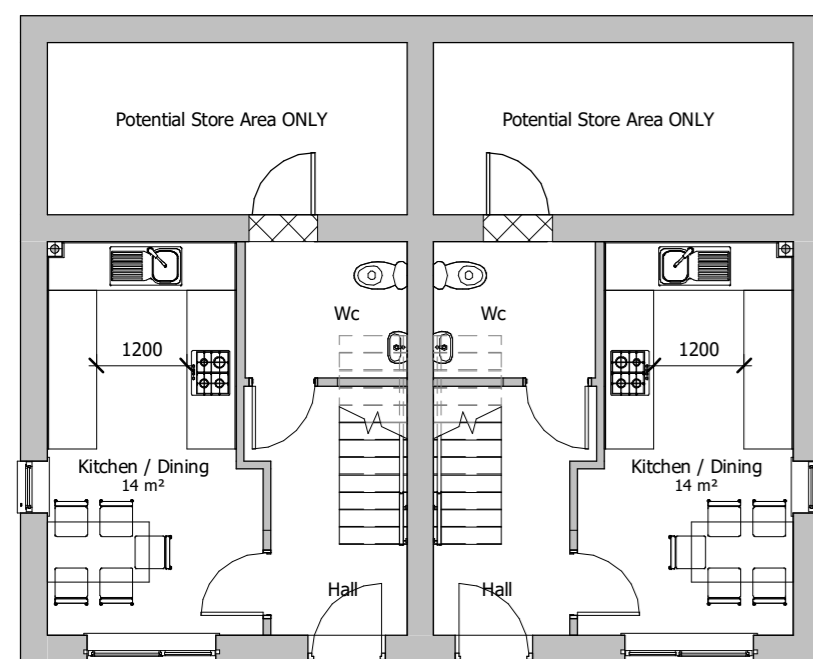 Potential Store Area ONLY
Potential Store Area ONLY
Wc
Wc
1200
1200
Kitchen / Dining
14 m²
Kitchen / Dining
14 m²
Hall
Hall